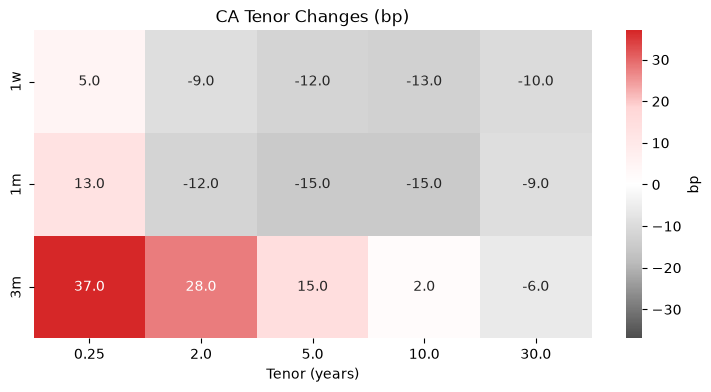 CA Tenor Changes (bp)
1w 5.0 -9.0 -12.0 -13.0 -10.0
1m 13.0 -12.0 -15.0 -15.0 -9.0
3m 37.0 28.0 15.0 2.0 -6.0
0.25 2.0 5.0 10.0 30.0
Tenor (years)
30
20
10
0
−10
−20
−30
bp